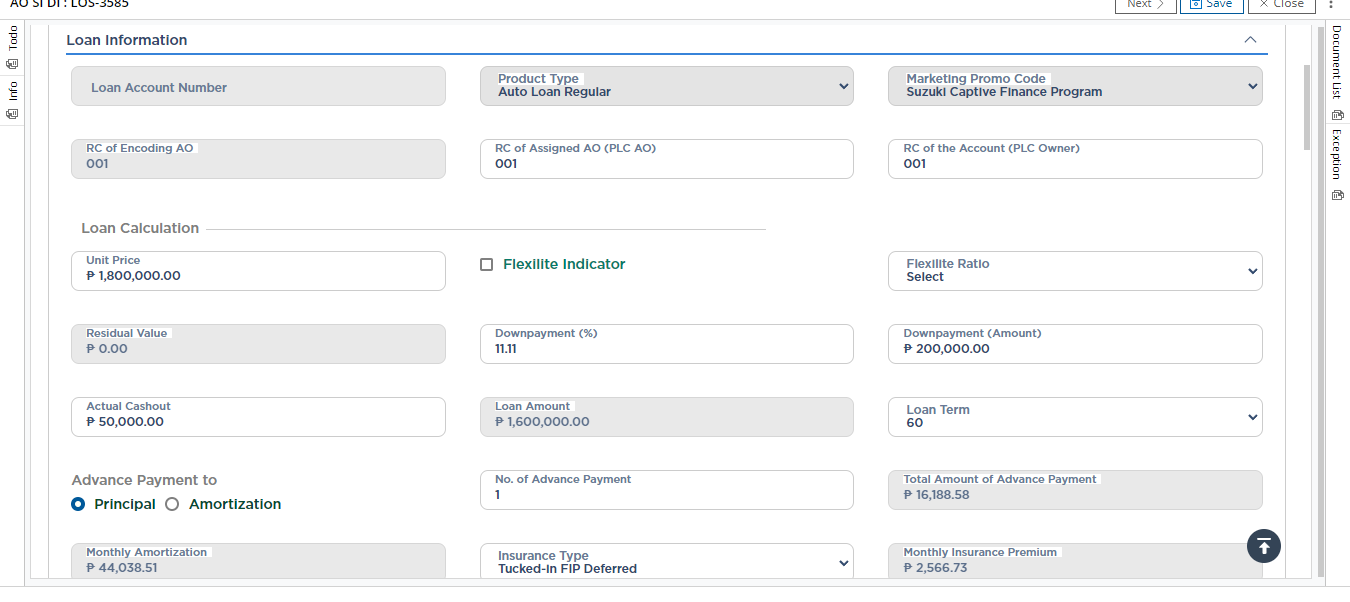 AO SI DI : LOS-3585
Next
Save
Close
Todo
Info
Document List
Exception
Loan Information
Loan Account Number
Product Type
Auto Loan Regular
Marketing Promo Code
Suzuki Captive Finance Program
RC of Encoding AO
001
RC of Assigned AO (PLC AO)
001
RC of the Account (PLC Owner)
001
Loan Calculation
Unit Price
₱ 1,800,000.00
Flexilite Indicator
Flexilite Ratio
Select
Residual Value
₱ 0.00
Downpayment (%)
11.11
Downpayment (Amount)
₱ 200,000.00
Actual Cashout
₱ 50,000.00
Loan Amount
₱ 1,600,000.00
Loan Term
60
Advance Payment to
Principal Amortization
No. of Advance Payment
1
Total Amount of Advance Payment
₱ 16,188.58
Monthly Amortization
₱ 44,038.51
Insurance Type
Tucked-In FIP Deferred
Monthly Insurance Premium
₱ 2,566.73